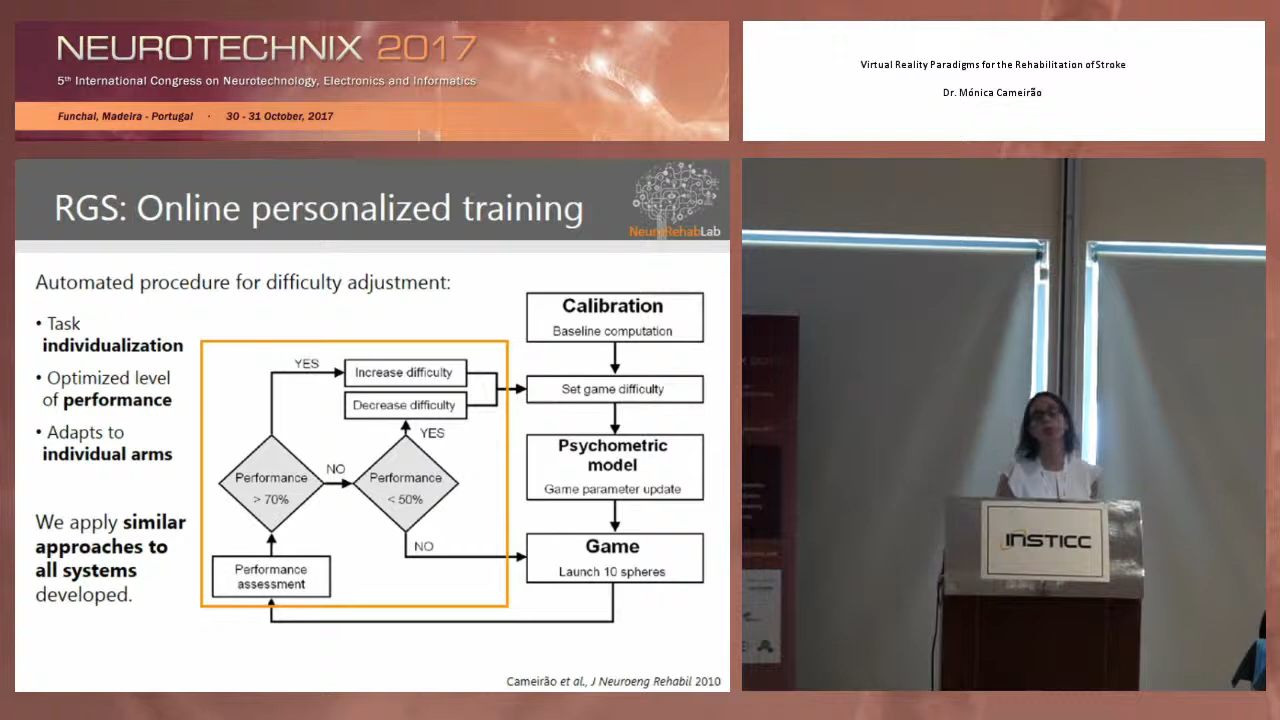 NEUROTECHNIX 2017
5th International Congress on Neurotechnology, Electronics and Informatics
Funchal, Madeira - Portugal · 30 - 31 October, 2017
Virtual Reality Paradigms for the Rehabilitation of Stroke
Dr. Mónica Cameirão
RGS: Online personalized training
NeuroRehabLab
Automated procedure for difficulty adjustment:
• Task
individualization
• Optimized level
of performance
• Adapts to
individual arms
We apply similar
approaches to
all systems
developed.
Calibration
Baseline computation
Set game difficulty
Psychometric
model
Game parameter update
Game
Launch 10 spheres
YES
Increase difficulty
Decrease difficulty
YES
Performance
> 70%
NO
Performance
< 50%
NO
Performance
assessment
Cameirão et al., J Neuroeng Rehabil 2010
INSTICC